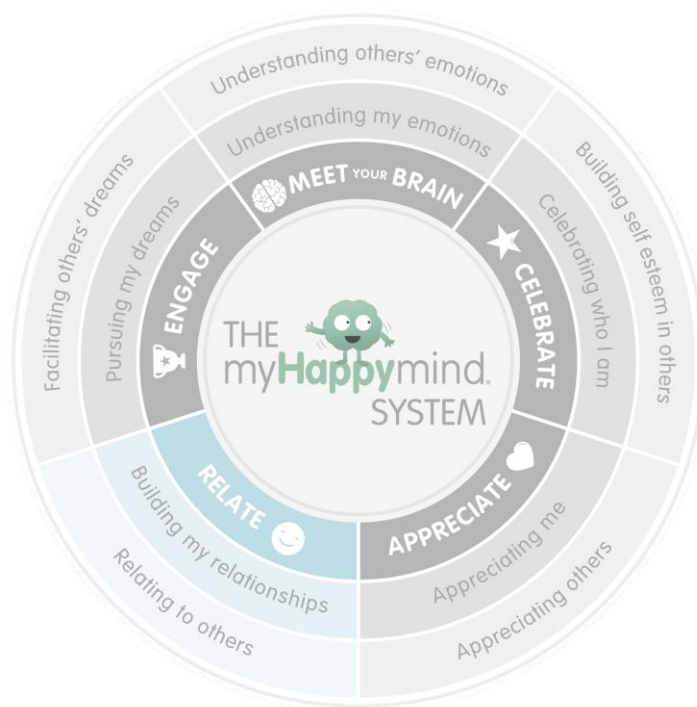 Understanding others' emotions
Understanding my emotions
MEET YOUR BRAIN
Building self esteem in others
Celebrating who I am
CELEBRATE
Appreciating others
Appreciating me
APPRECIATE
Relating to others
Building my relationships
RELATE
Facilitating others' dreams
Pursuing my dreams
ENGAGE
THE
myHappymind.
SYSTEM